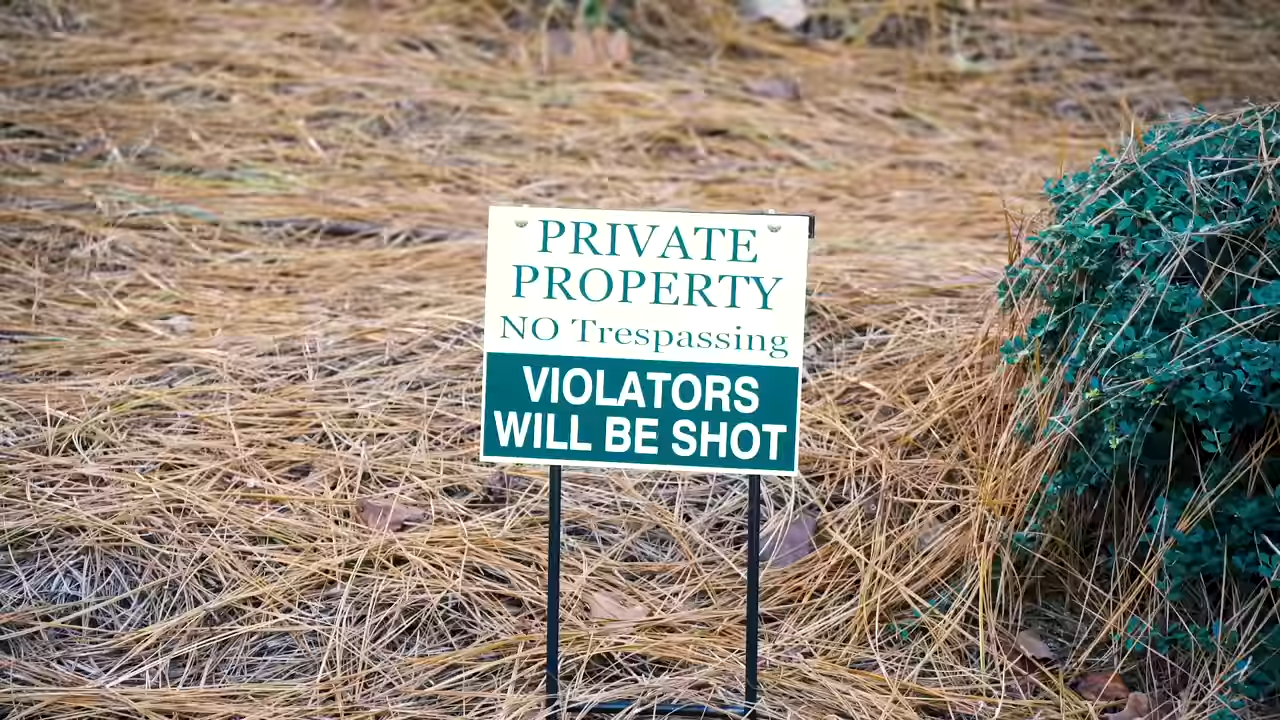 PRIVATE
PROPERTY
NO Trespassing
VIOLATORS
WILL BE SHOT